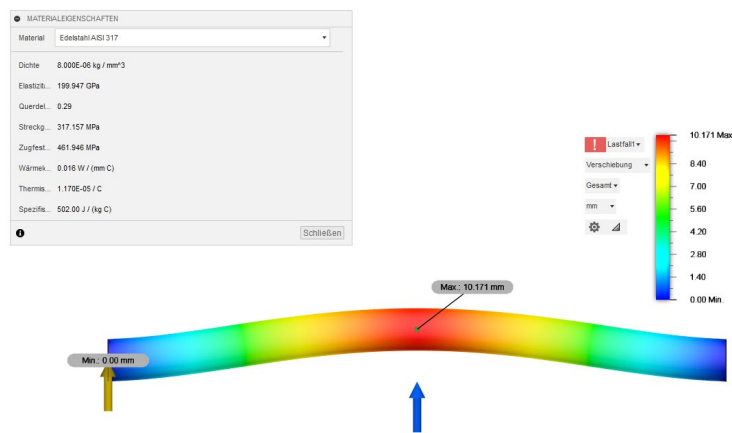 MATERIALEIGENSCHAFTEN
Material Edelstahl AISI 317
Dichte 8.000E-06 kg / mm^3
Elastizit... 199.947 GPa
Querdel... 0.29
Streckg... 317.157 MPa
Zugfest... 461.946 MPa
Wärmek... 0.016 W / (mm C)
Thermis... 1.170E-05 / C
Spezifis... 502.00 J / (kg C)
Schließen
Lastfall1
Verschiebung
Gesamt
mm
10.171 Max.
8.40
7.00
5.60
4.20
2.80
1.40
0.00 Min.
Max.: 10.171 mm
Min.: 0.00 mm